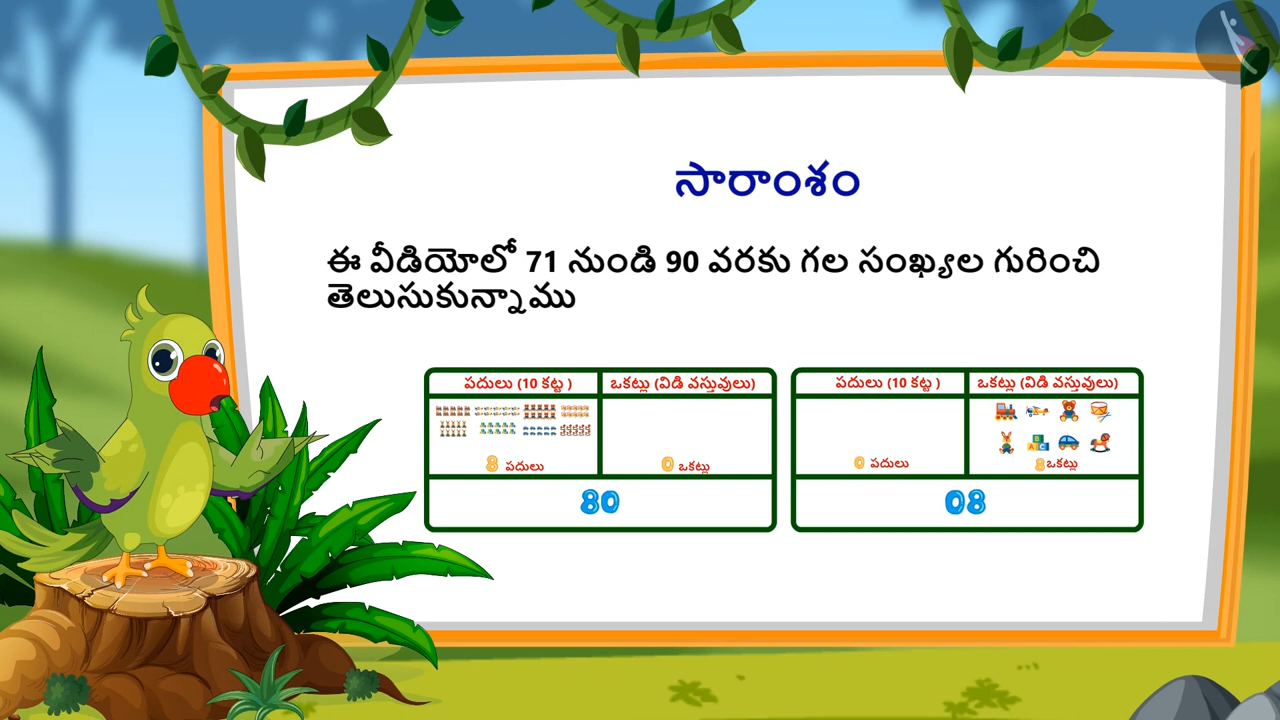 సారాంశం
ఈ వీడియోలో 71 నుండి 90 వరకు గల సంఖ్యల గురించి
తెలుసుకున్నాము
పదులు (10 కట్ట ) ఒకట్లు (విడి వస్తువులు)
8 పదులు 0 ఒకట్లు
80
పదులు (10 కట్ట ) ఒకట్లు (విడి వస్తువులు)
0 పదులు 8 ఒకట్లు
08